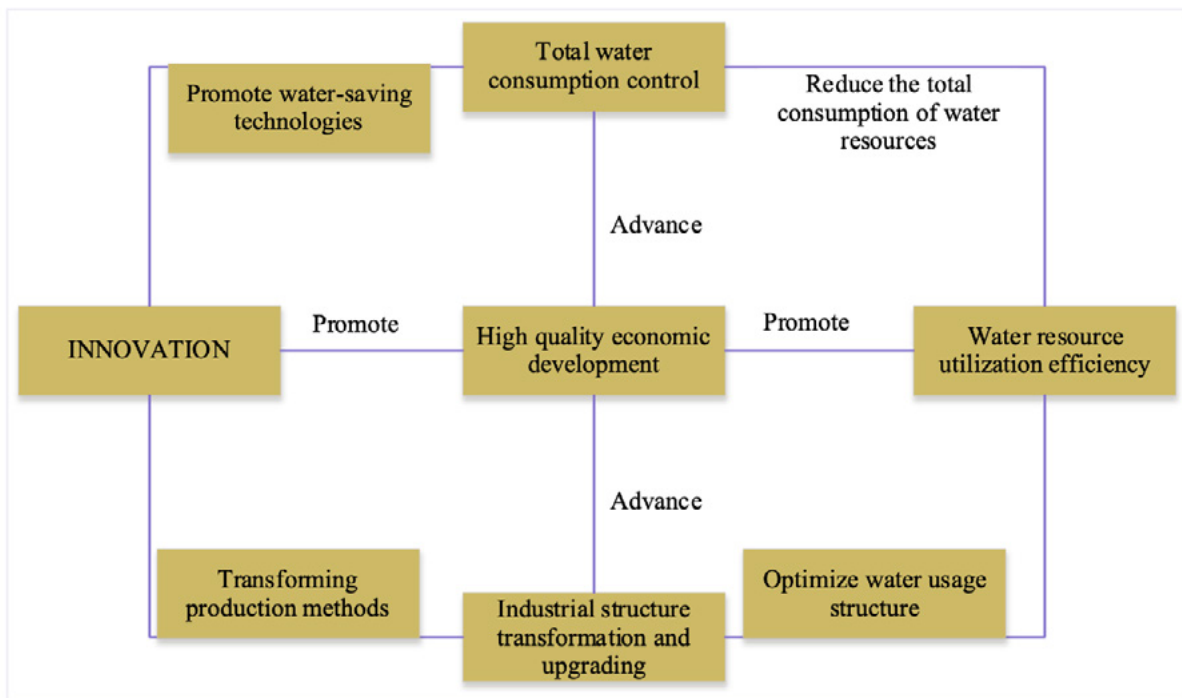 Total water
consumption control
Promote water-saving
technologies
Reduce the total
consumption of water
resources
Advance
INNOVATION
Promote
High quality economic
development
Promote
Water resource
utilization efficiency
Advance
Transforming
production methods
Industrial structure
transformation and
upgrading
Optimize water usage
structure